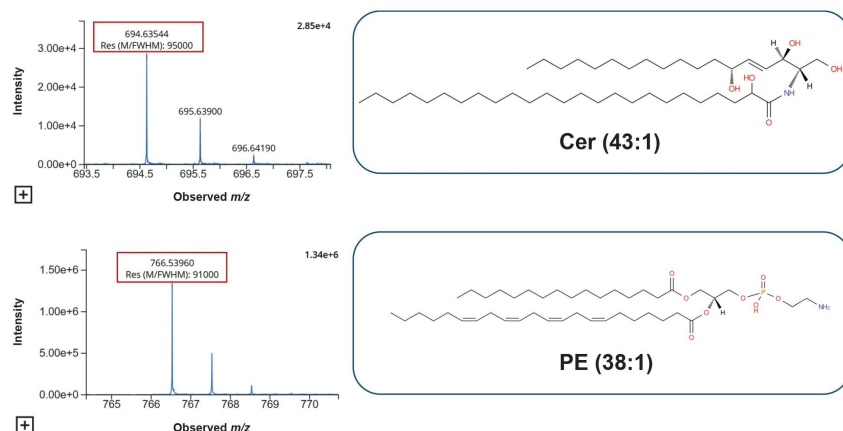 2.85e+4
694.63544
Res (M/FWHM): 95000
3.00e+4
2.00e+4
1.00e+4
0.00e+0
Intensity
695.63900
696.64190
693.5 694.5 695.5 696.5 697.5
Observed m/z
+
H
OH
OH
OH
HO
NH
H
O
Cer (43:1)
1.34e+6
766.53960
Res (M/FWHM): 91000
1.50e+6
1.00e+6
5.00e+5
0.00e+0
Intensity
765 766 767 768 769 770
Observed m/z
+
O
O
O
H
O
O
P
O
OH
O
NH₂
PE (38:1)